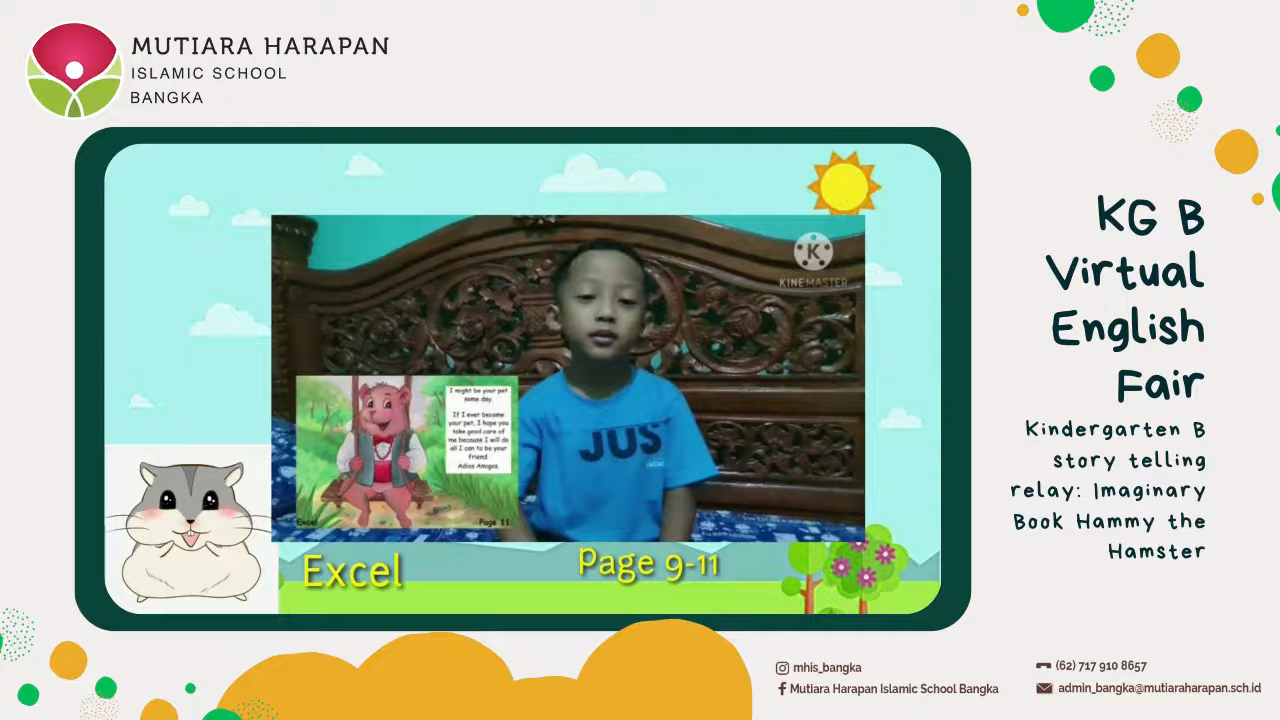 MUTIARA HARAPAN
ISLAMIC SCHOOL
BANGKA
KINEMASTER
JUS
I might be your pet
some day.
If I ever become
your pet, I hope you
take good care of
me because I will do
all I can to be your
friend.
Adios Amigos.
Excel
Page 11
Excel
Page 9-11
KG B
Virtual
English
Fair
Kindergarten B
story telling
relay: Imaginary
Book Hammy the
Hamster
mhis_bangka
Mutiara Harapan Islamic School Bangka
(62) 717 910 8657
admin_bangka@mutiaraharapan.sch.id